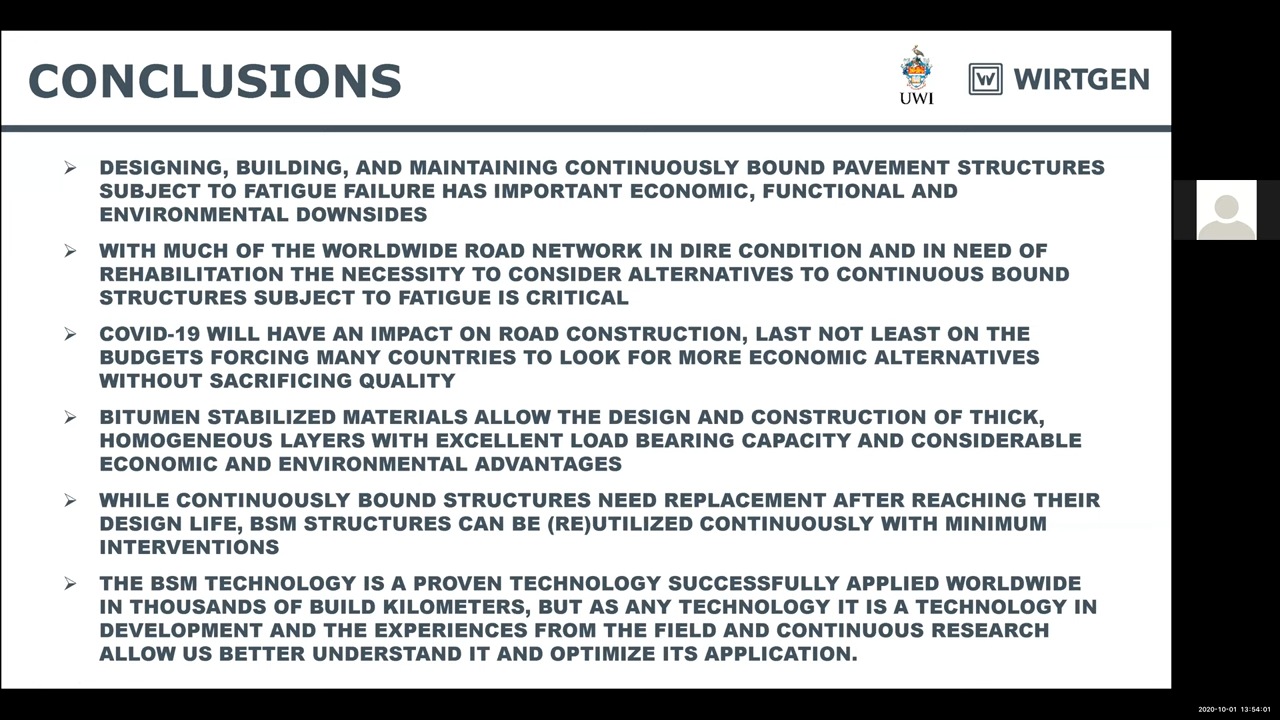 CONCLUSIONS
UWI
W WIRTGEN
DESIGNING, BUILDING, AND MAINTAINING CONTINUOUSLY BOUND PAVEMENT STRUCTURES
SUBJECT TO FATIGUE FAILURE HAS IMPORTANT ECONOMIC, FUNCTIONAL AND
ENVIRONMENTAL DOWNSIDES
WITH MUCH OF THE WORLDWIDE ROAD NETWORK IN DIRE CONDITION AND IN NEED OF
REHABILITATION THE NECESSITY TO CONSIDER ALTERNATIVES TO CONTINUOUS BOUND
STRUCTURES SUBJECT TO FATIGUE IS CRITICAL
COVID-19 WILL HAVE AN IMPACT ON ROAD CONSTRUCTION, LAST NOT LEAST ON THE
BUDGETS FORCING MANY COUNTRIES TO LOOK FOR MORE ECONOMIC ALTERNATIVES
WITHOUT SACRIFICING QUALITY
BITUMEN STABILIZED MATERIALS ALLOW THE DESIGN AND CONSTRUCTION OF THICK,
HOMOGENEOUS LAYERS WITH EXCELLENT LOAD BEARING CAPACITY AND CONSIDERABLE
ECONOMIC AND ENVIRONMENTAL ADVANTAGES
WHILE CONTINUOUSLY BOUND STRUCTURES NEED REPLACEMENT AFTER REACHING THEIR
DESIGN LIFE, BSM STRUCTURES CAN BE (RE)UTILIZED CONTINUOUSLY WITH MINIMUM
INTERVENTIONS
THE BSM TECHNOLOGY IS A PROVEN TECHNOLOGY SUCCESSFULLY APPLIED WORLDWIDE
IN THOUSANDS OF BUILD KILOMETERS, BUT AS ANY TECHNOLOGY IT IS A TECHNOLOGY IN
DEVELOPMENT AND THE EXPERIENCES FROM THE FIELD AND CONTINUOUS RESEARCH
ALLOW US BETTER UNDERSTAND IT AND OPTIMIZE ITS APPLICATION.
2020-10-01 13:54:01